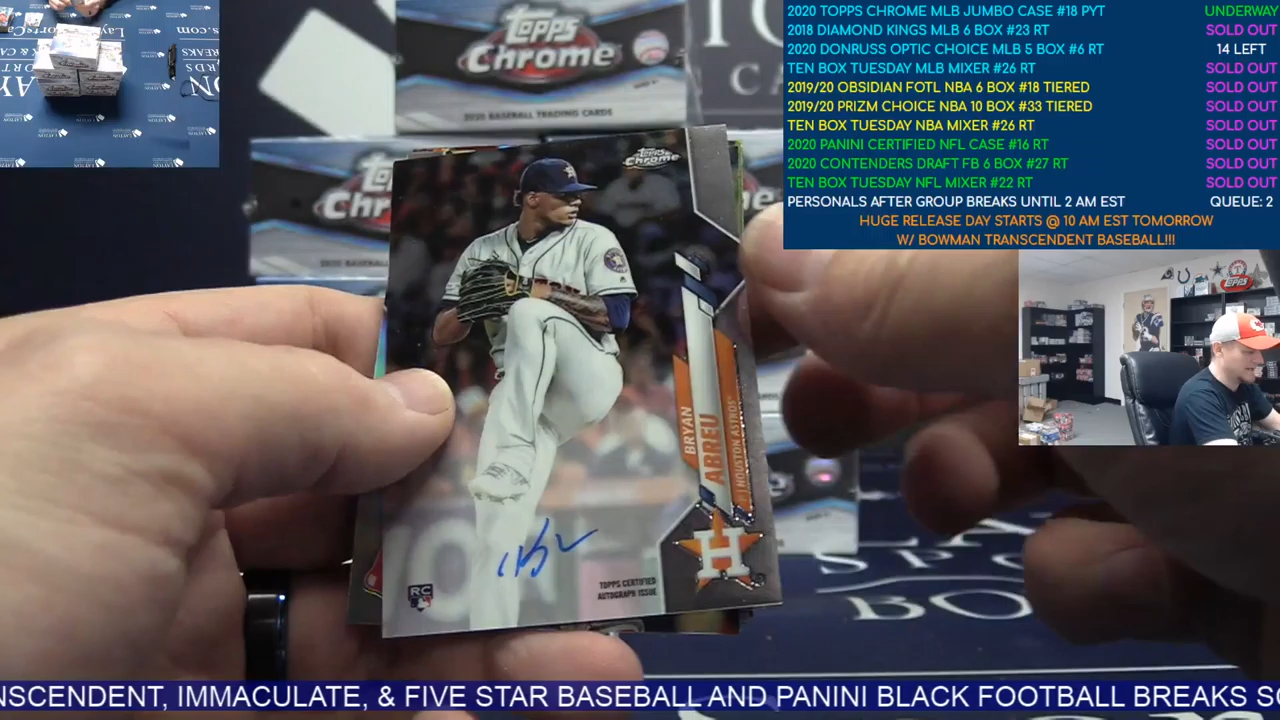 2020 TOPPS CHROME MLB JUMBO CASE #18 PYT UNDERWAY
2018 DIAMOND KINGS MLB 6 BOX #23 RT SOLD OUT
2020 DONRUSS OPTIC CHOICE MLB 5 BOX #6 RT 14 LEFT
TEN BOX TUESDAY MLB MIXER #26 RT SOLD OUT
2019/20 OBSIDIAN FOTL NBA 6 BOX #18 TIERED SOLD OUT
2019/20 PRIZM CHOICE NBA 10 BOX #33 TIERED SOLD OUT
TEN BOX TUESDAY NBA MIXER #26 RT SOLD OUT
2020 PANINI CERTIFIED NFL CASE #16 RT SOLD OUT
2020 CONTENDERS DRAFT FB 6 BOX #27 RT SOLD OUT
TEN BOX TUESDAY NFL MIXER #22 RT SOLD OUT
PERSONALS AFTER GROUP BREAKS UNTIL 2 AM EST QUEUE: 2
HUGE RELEASE DAY STARTS @ 10 AM EST TOMORROW
W/ BOWMAN TRANSCENDENT BASEBALL!!!
Topps
Chrome
2020 BASEBALL TRADING CARDS
Topps
Chrome
BRYAN
ABREU
HOUSTON ASTROS
H
RC
TOPPS CERTIFIED
AUTOGRAPH ISSUE
Topps
SPO
BO
NSCENDENT, IMMACULATE, & FIVE STAR BASEBALL AND PANINI BLACK FOOTBALL BREAKS SO